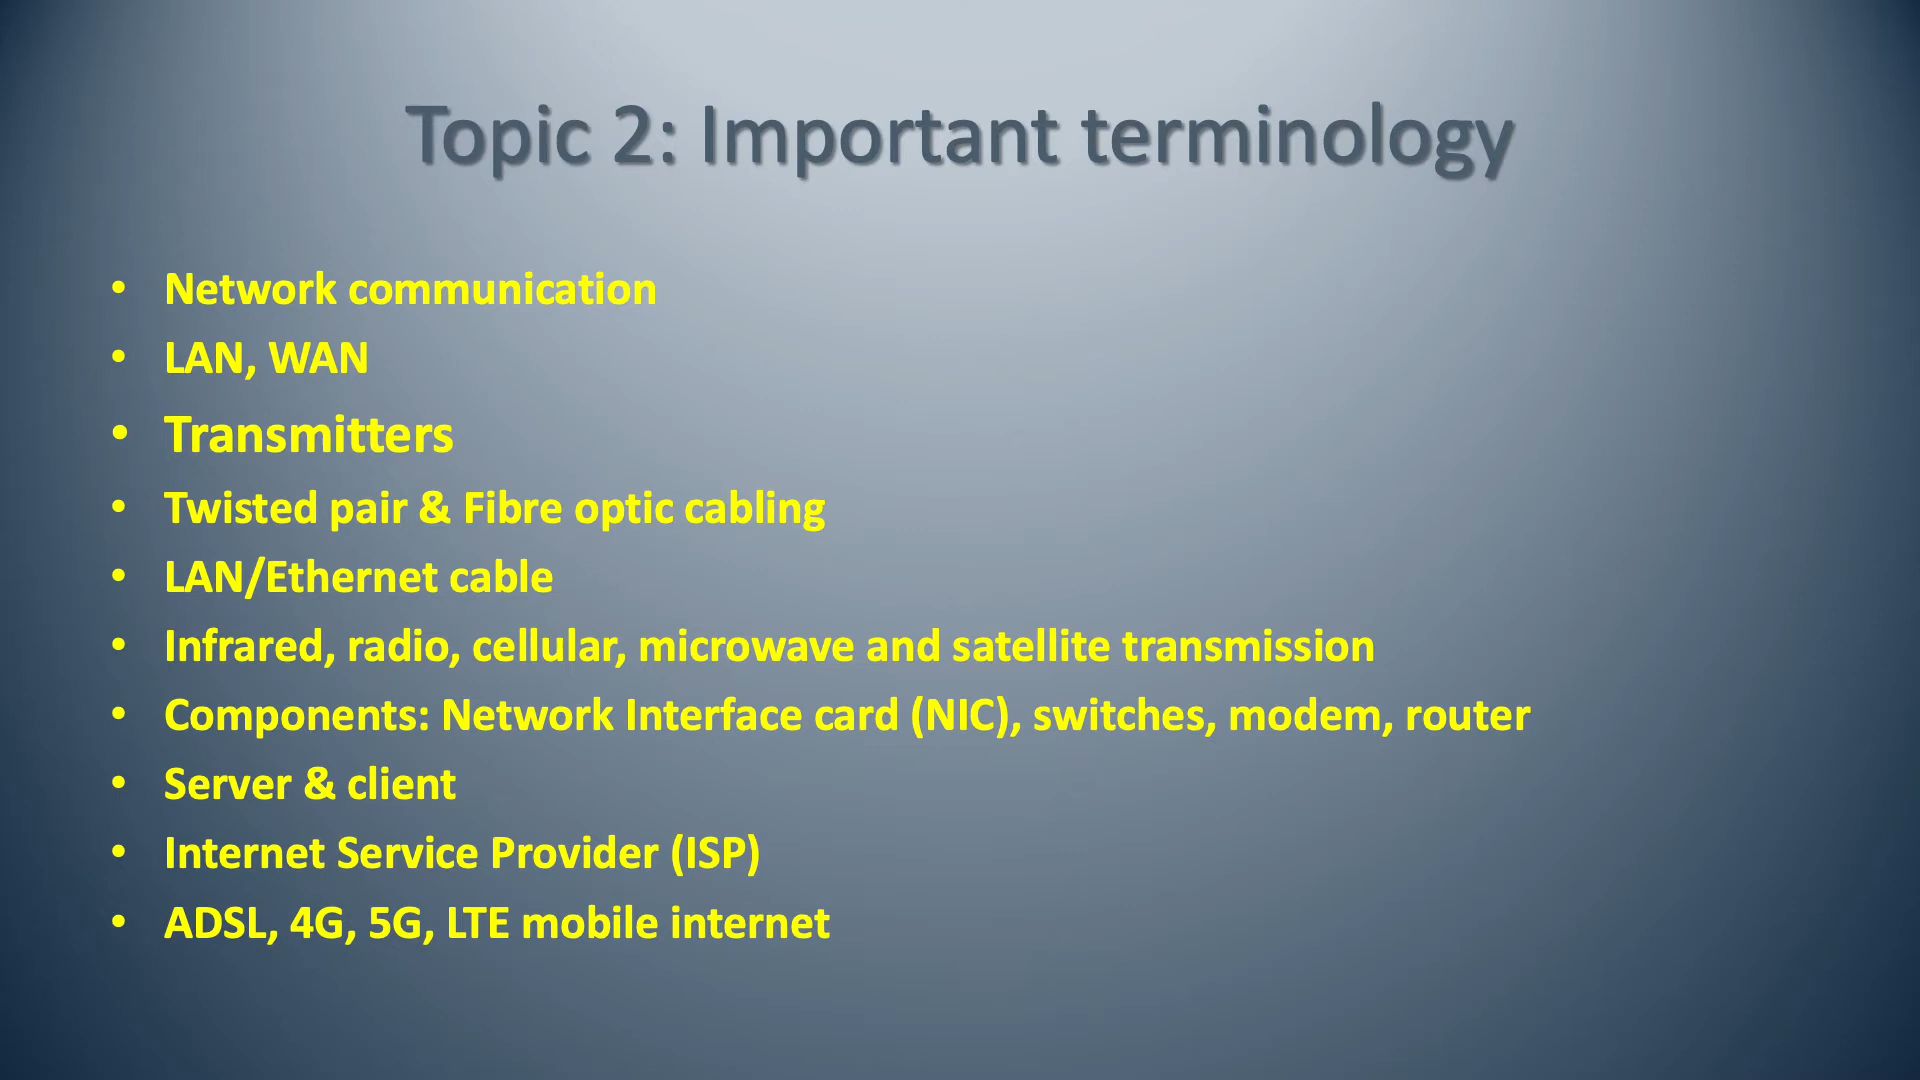 Topic 2: Important terminology
• Network communication
• LAN, WAN
• Transmitters
• Twisted pair & Fibre optic cabling
• LAN/Ethernet cable
• Infrared, radio, cellular, microwave and satellite transmission
• Components: Network Interface card (NIC), switches, modem, router
• Server & client
• Internet Service Provider (ISP)
• ADSL, 4G, 5G, LTE mobile internet